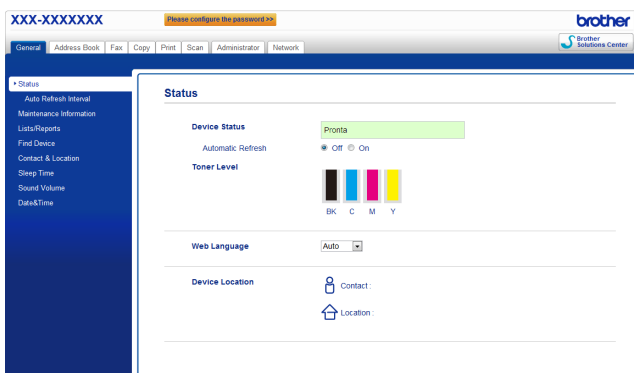 XXX-XXXXXXX
Please configure the password >>
brother
General Address Book Fax Copy Print Scan Administrator Network
Brother
Solutions Center
Status
Auto Refresh Interval
Maintenance Information
Lists/Reports
Find Device
Contact & Location
Sleep Time
Sound Volume
Date&Time
Status
Device Status Pronta
Automatic Refresh Off On
Toner Level
BK C M Y
Web Language Auto
Device Location Contact :
Location :